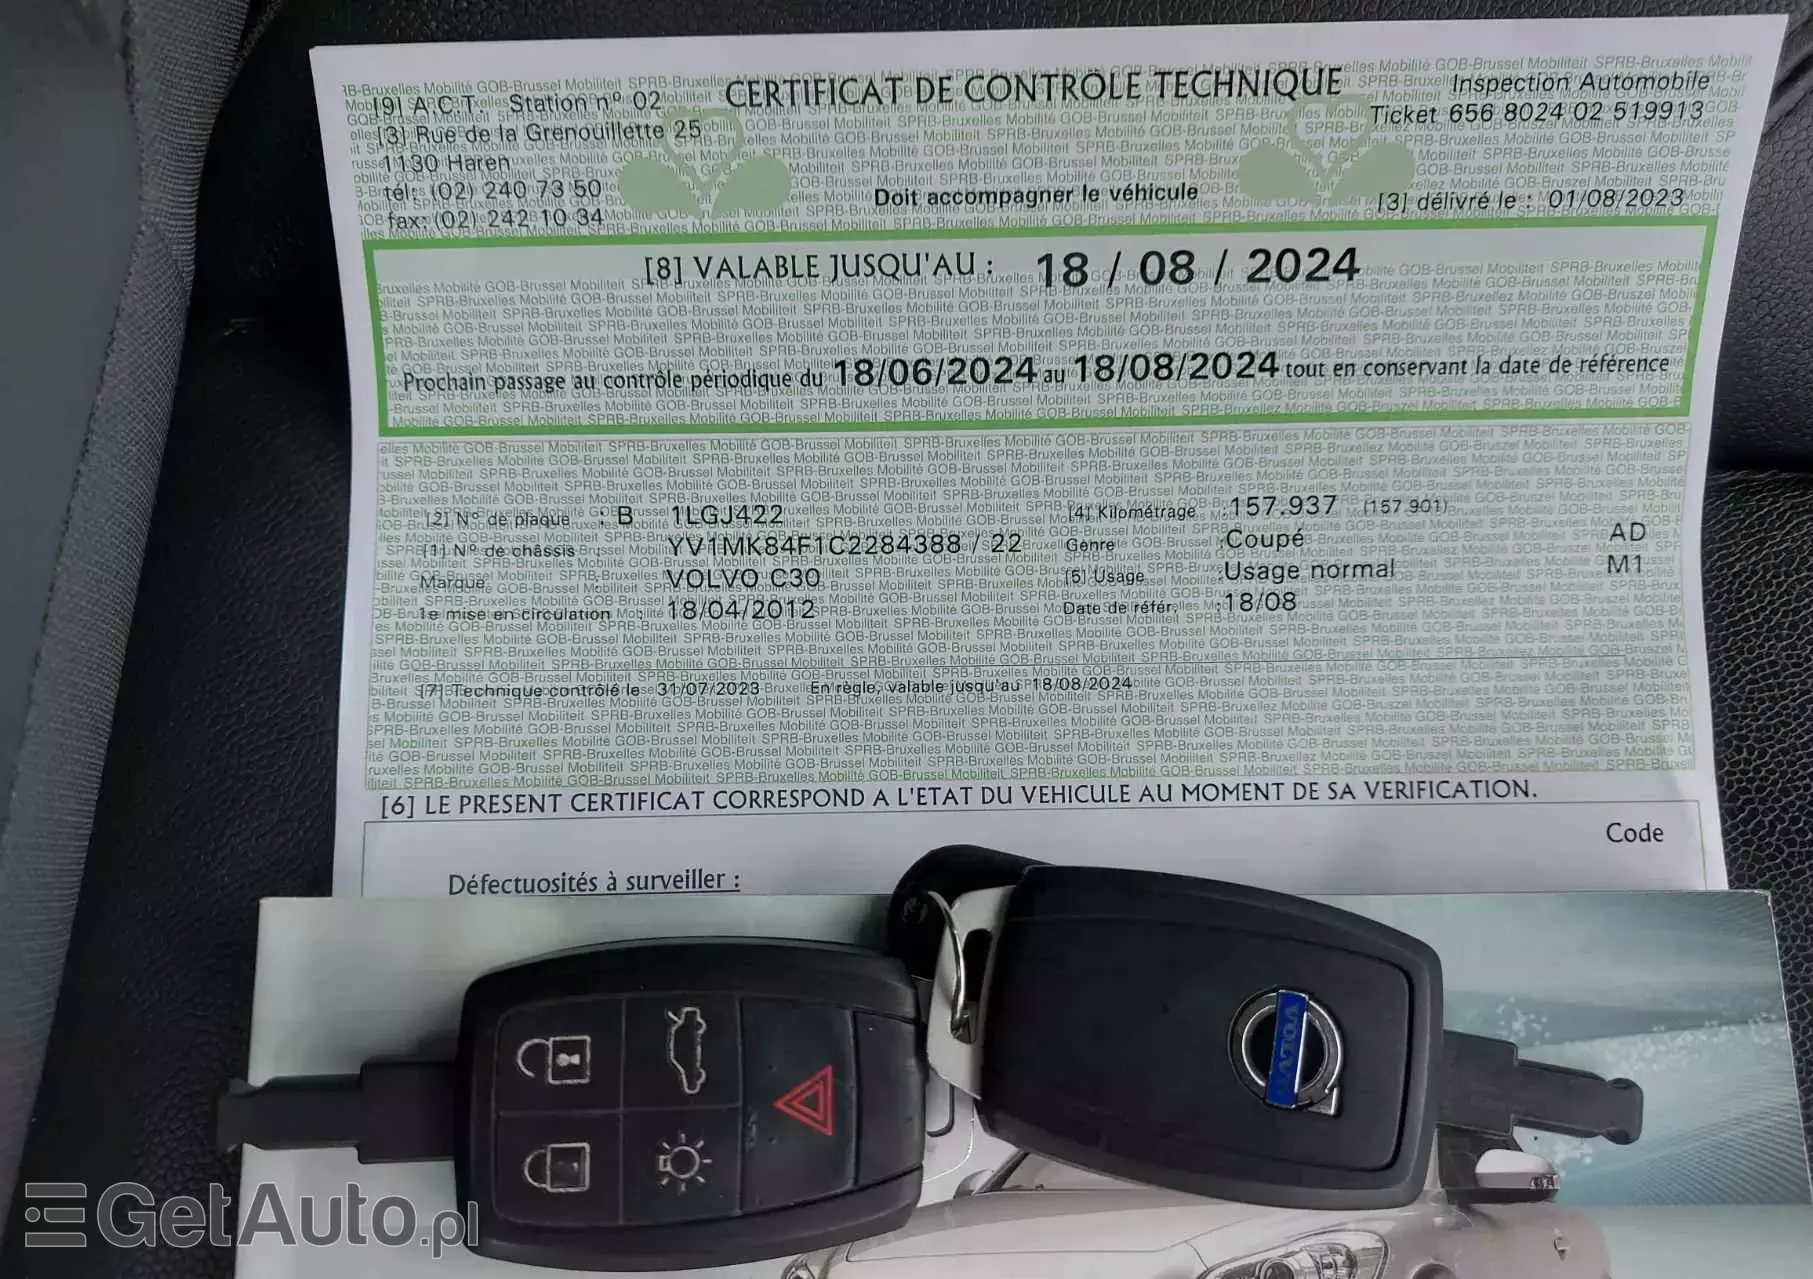 [9] A.C.T. Station nº 02
[3] Rue de la Grenouillette 25
1130 Haren
tél: (02) 240 73 50
fax: (02) 242 10 34
CERTIFICAT DE CONTROLE TECHNIQUE
Doit accompagner le véhicule
Inspection Automobile
Ticket 656 8024 02 519913
[3] délivré le : 01/08/2023
[8] VALABLE JUSQU'AU : 18 / 08 / 2024
Prochain passage au contrôle périodique du 18/06/2024 au 18/08/2024 tout en conservant la date de référence
[2] Nº de plaque : B 1LGJ422
[1] Nº de châssis : YV1MK84F1C2284388 / 22
Marque : VOLVO C30
1e mise en circulation : 18/04/2012
[4] Kilométrage : 157.937 (157.901)
Genre : Coupé AD
[5] Usage : Usage normal M1
Date de référ. : 18/08
[7] Technique contrôlé le 31/07/2023 En règle, valable jusqu'au 18/08/2024
[6] LE PRESENT CERTIFICAT CORRESPOND A L'ETAT DU VEHICULE AU MOMENT DE SA VERIFICATION.
Code
Défectuosités à surveiller :
VOLVO
GetAuto.pl